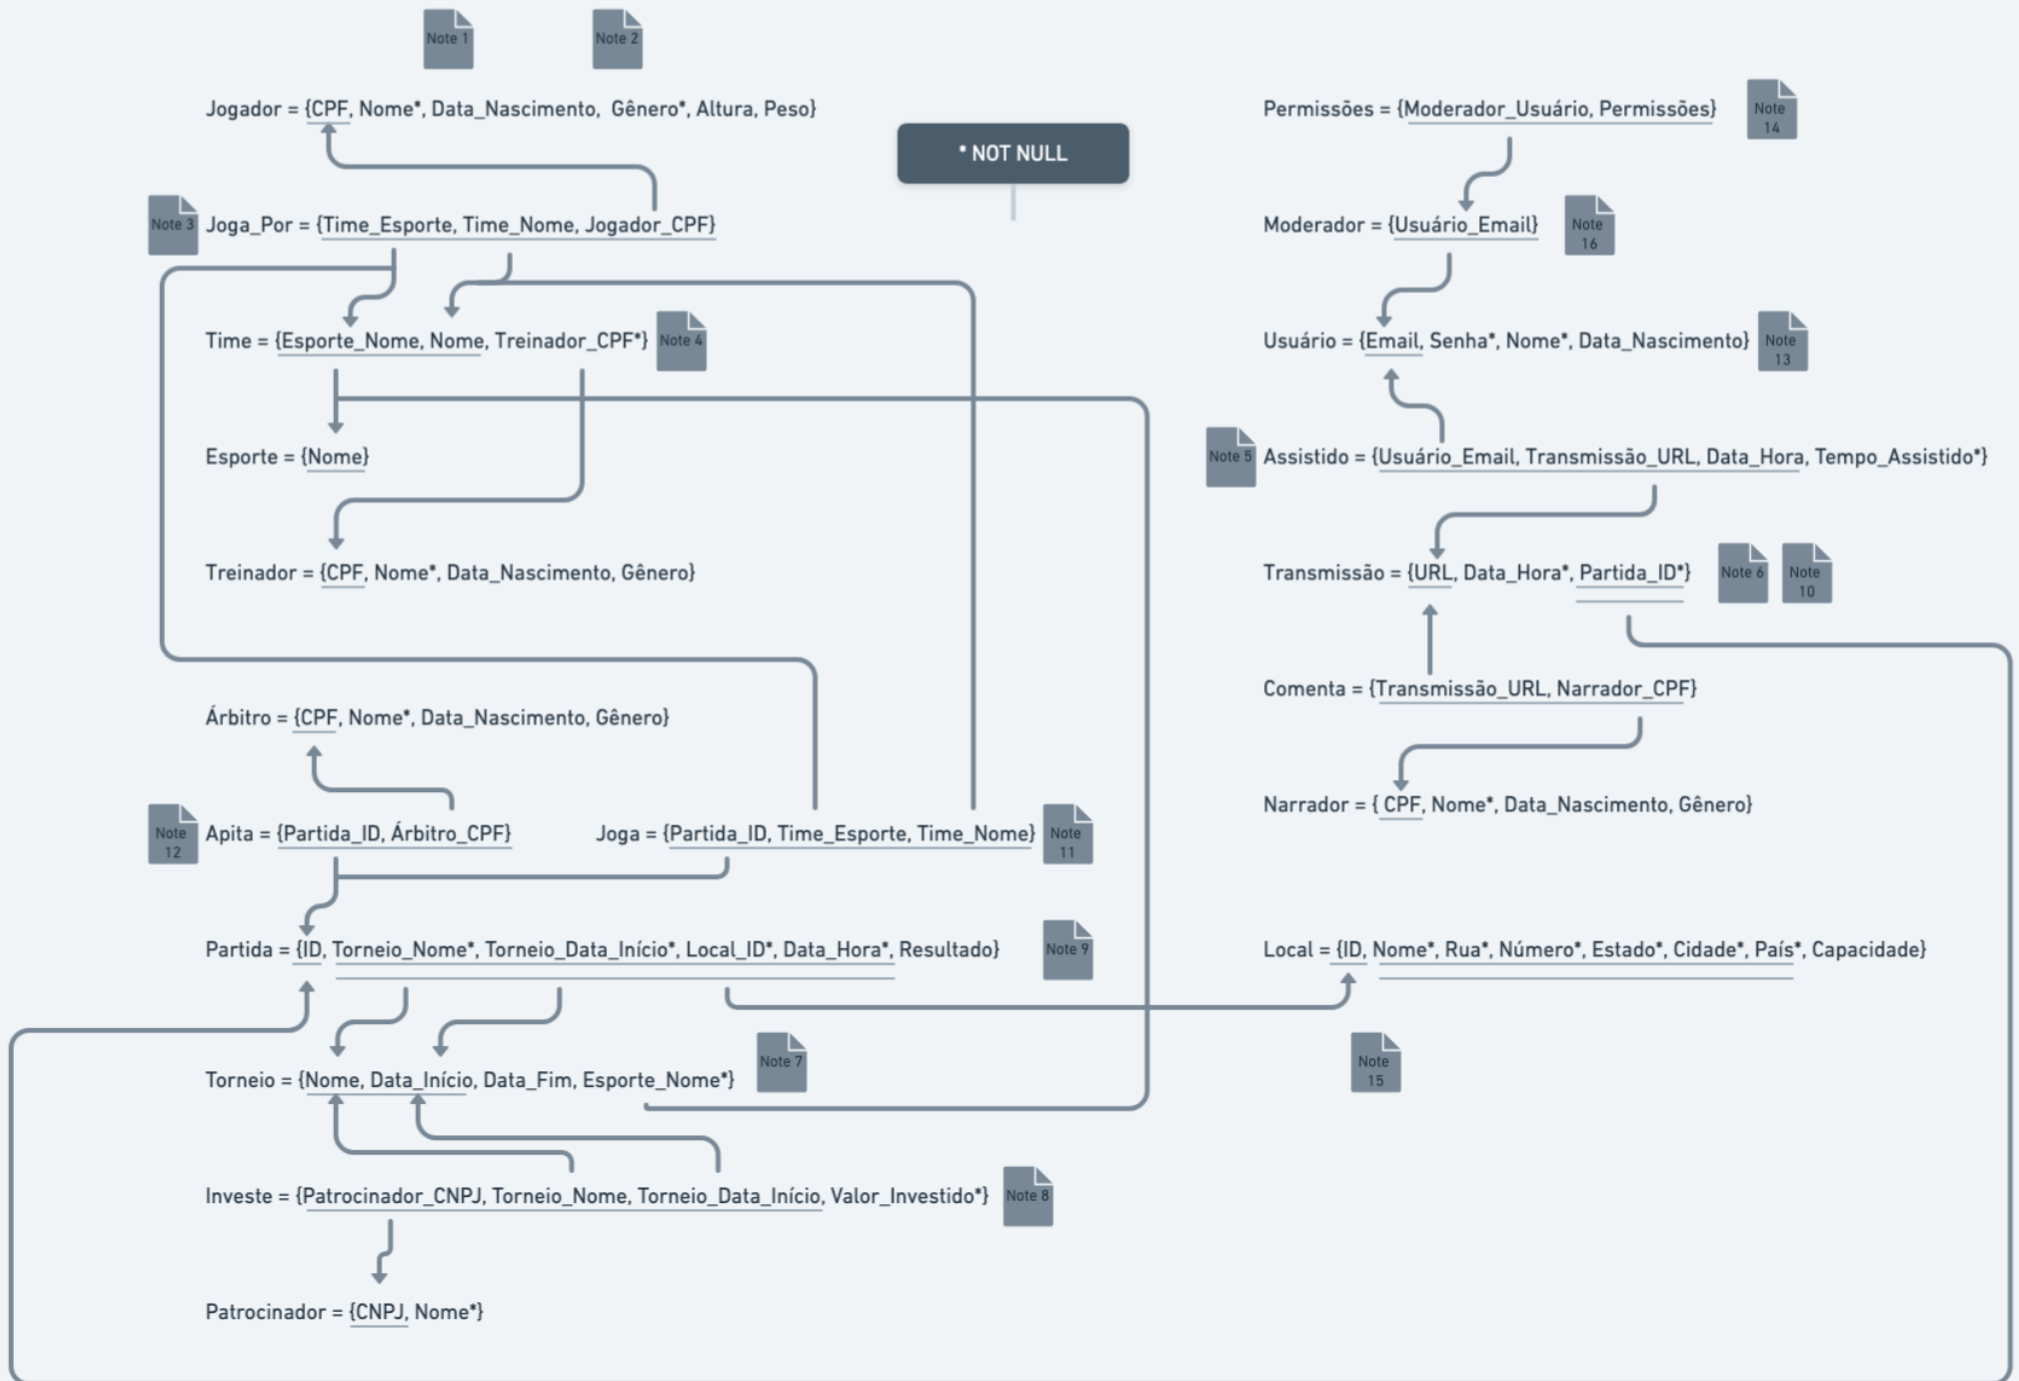 Note 1
Note 2
Jogador = {CPF, Nome*, Data_Nascimento, Gênero*, Altura, Peso}
* NOT NULL
Note 3
Joga_Por = {Time_Esporte, Time_Nome, Jogador_CPF}
Time = {Esporte_Nome, Nome, Treinador_CPF*}
Note 4
Esporte = {Nome}
Treinador = {CPF, Nome*, Data_Nascimento, Gênero}
Árbitro = {CPF, Nome*, Data_Nascimento, Gênero}
Note
12
Apita = {Partida_ID, Árbitro_CPF}
Joga = {Partida_ID, Time_Esporte, Time_Nome}
Note
11
Partida = {ID, Torneio_Nome*, Torneio_Data_Início*, Local_ID*, Data_Hora*, Resultado}
Note 9
Torneio = {Nome, Data_Início, Data_Fim, Esporte_Nome*}
Note 7
Investe = {Patrocinador_CNPJ, Torneio_Nome, Torneio_Data_Início, Valor_Investido*}
Note 8
Patrocinador = {CNPJ, Nome*}
Permissões = {Moderador_Usuário, Permissões}
Note
14
Moderador = {Usuário_Email}
Note
16
Usuário = {Email, Senha*, Nome*, Data_Nascimento}
Note
13
Note 5
Assistido = {Usuário_Email, Transmissão_URL, Data_Hora, Tempo_Assistido*}
Transmissão = {URL, Data_Hora*, Partida_ID*}
Note 6
Note
10
Comenta = {Transmissão_URL, Narrador_CPF}
Narrador = { CPF, Nome*, Data_Nascimento, Gênero}
Local = {ID, Nome*, Rua*, Número*, Estado*, Cidade*, País*, Capacidade}
Note
15